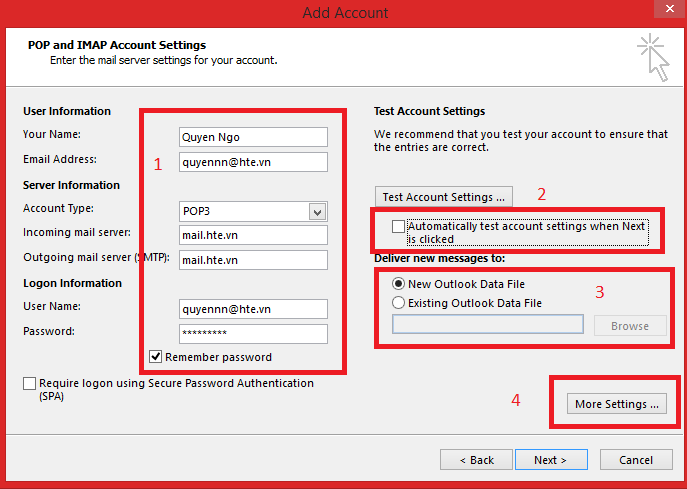 Add Account
POP and IMAP Account Settings
Enter the mail server settings for your account.
User Information
Your Name:
Quyen Ngo
Email Address:
quyennn@hte.vn
1
Server Information
Account Type:
POP3
Incoming mail server:
mail.hte.vn
Outgoing mail server (SMTP):
mail.hte.vn
Logon Information
User Name:
quyennn@hte.vn
Password:
*********
Remember password
Require logon using Secure Password Authentication
(SPA)
Test Account Settings
We recommend that you test your account to ensure that
the entries are correct.
Test Account Settings ...
2
Automatically test account settings when Next
is clicked
Deliver new messages to:
New Outlook Data File
3
Existing Outlook Data File
Browse
4
More Settings ...
< Back
Next >
Cancel